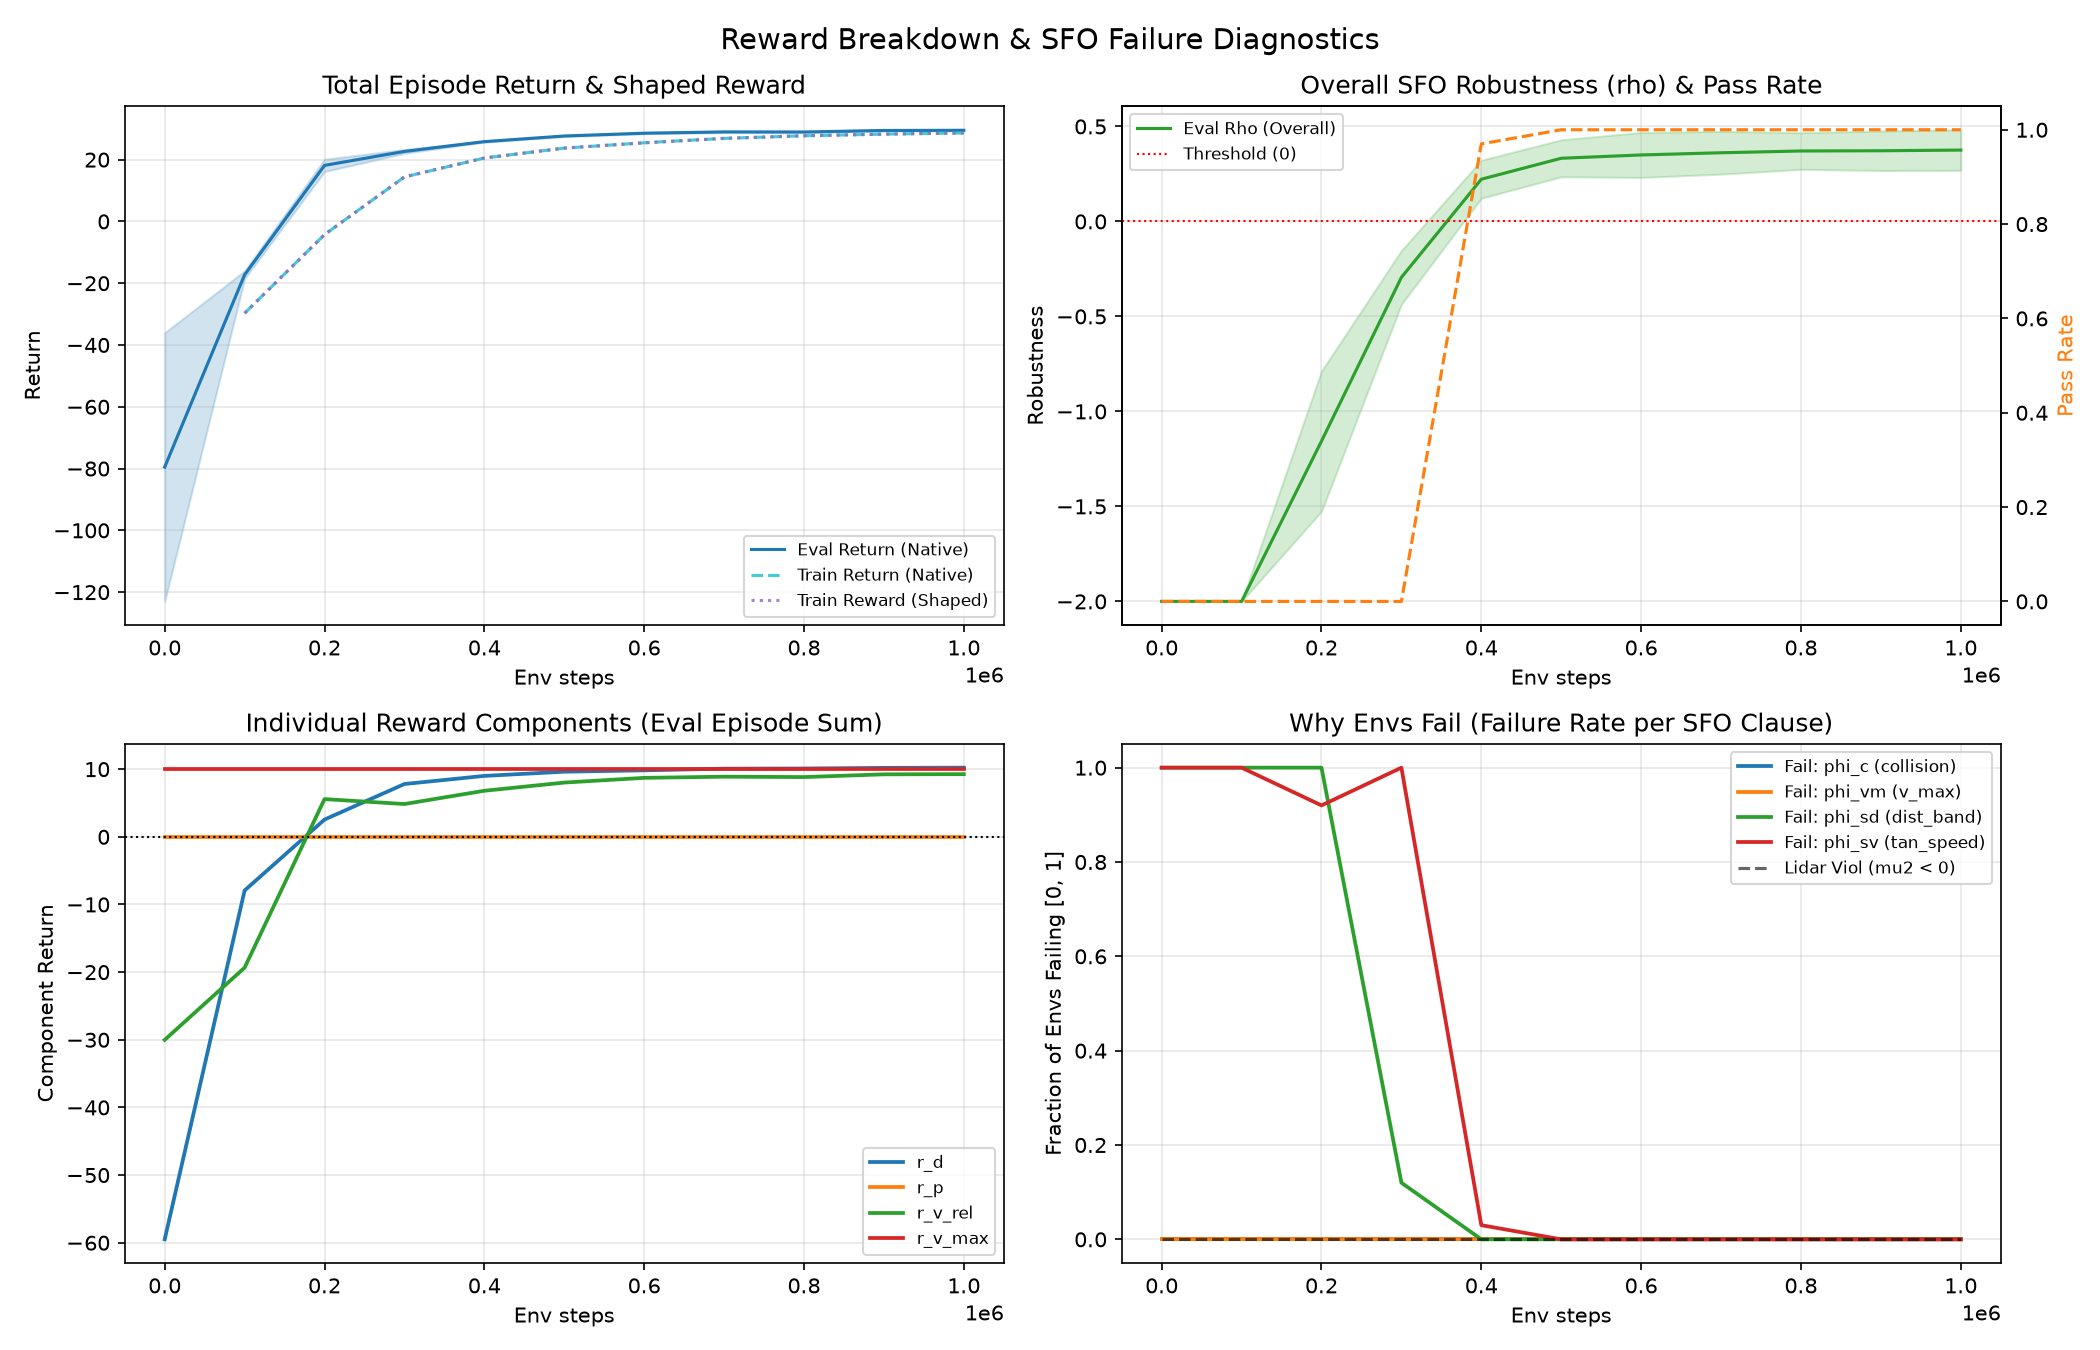 Reward Breakdown & SFO Failure Diagnostics
Total Episode Return & Shaped Reward
20
0
−20
−40
−60
−80
−100
−120
Return
Eval Return (Native)
Train Return (Native)
Train Reward (Shaped)
0.0 0.2 0.4 0.6 0.8 1.0
1e6
Env steps
Overall SFO Robustness (rho) & Pass Rate
Eval Rho (Overall)
Threshold (0)
0.5
0.0
−0.5
−1.0
−1.5
−2.0
Robustness
1.0
0.8
0.6
0.4
0.2
0.0
Pass Rate
0.0 0.2 0.4 0.6 0.8 1.0
1e6
Env steps
Individual Reward Components (Eval Episode Sum)
10
0
−10
−20
−30
−40
−50
−60
Component Return
r_d
r_p
r_v_rel
r_v_max
0.0 0.2 0.4 0.6 0.8 1.0
1e6
Env steps
Why Envs Fail (Failure Rate per SFO Clause)
Fail: phi_c (collision)
Fail: phi_vm (v_max)
Fail: phi_sd (dist_band)
Fail: phi_sv (tan_speed)
Lidar Viol (mu2 < 0)
1.0
0.8
0.6
0.4
0.2
0.0
Fraction of Envs Failing [0, 1]
0.0 0.2 0.4 0.6 0.8 1.0
1e6
Env steps